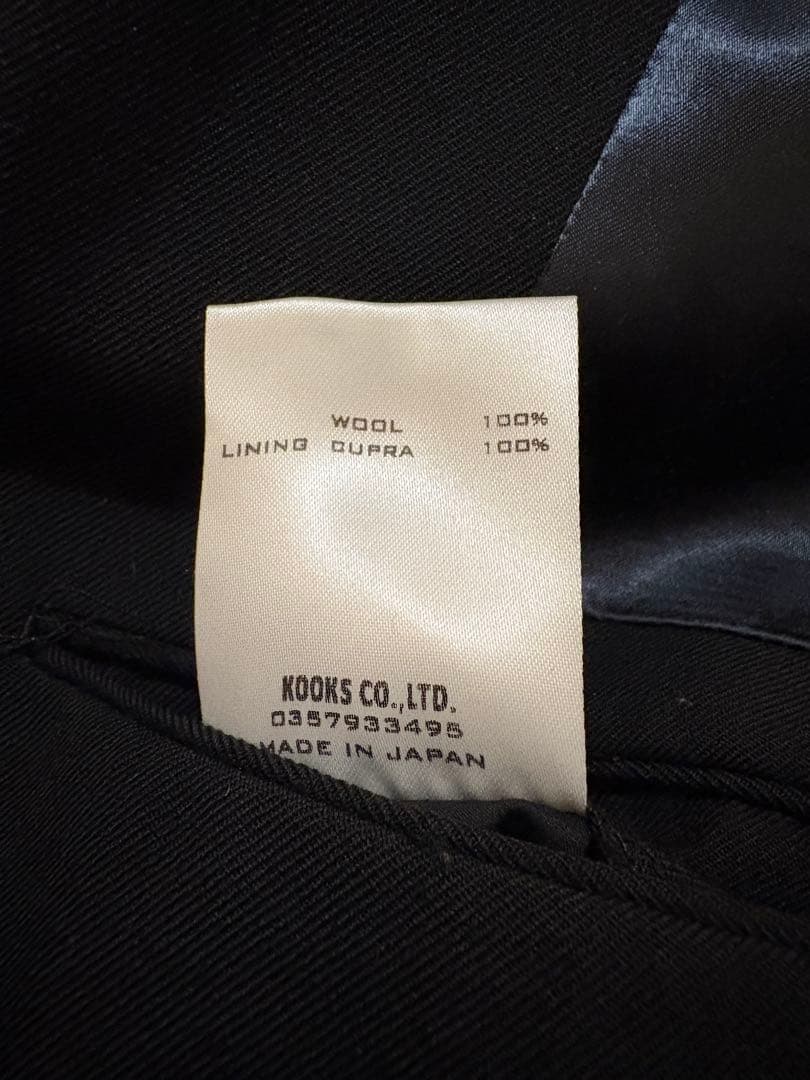 WOOL 100%
LINING CUPRA 100%
KOOKS CO.,LTD.
0357933495
MADE IN JAPAN